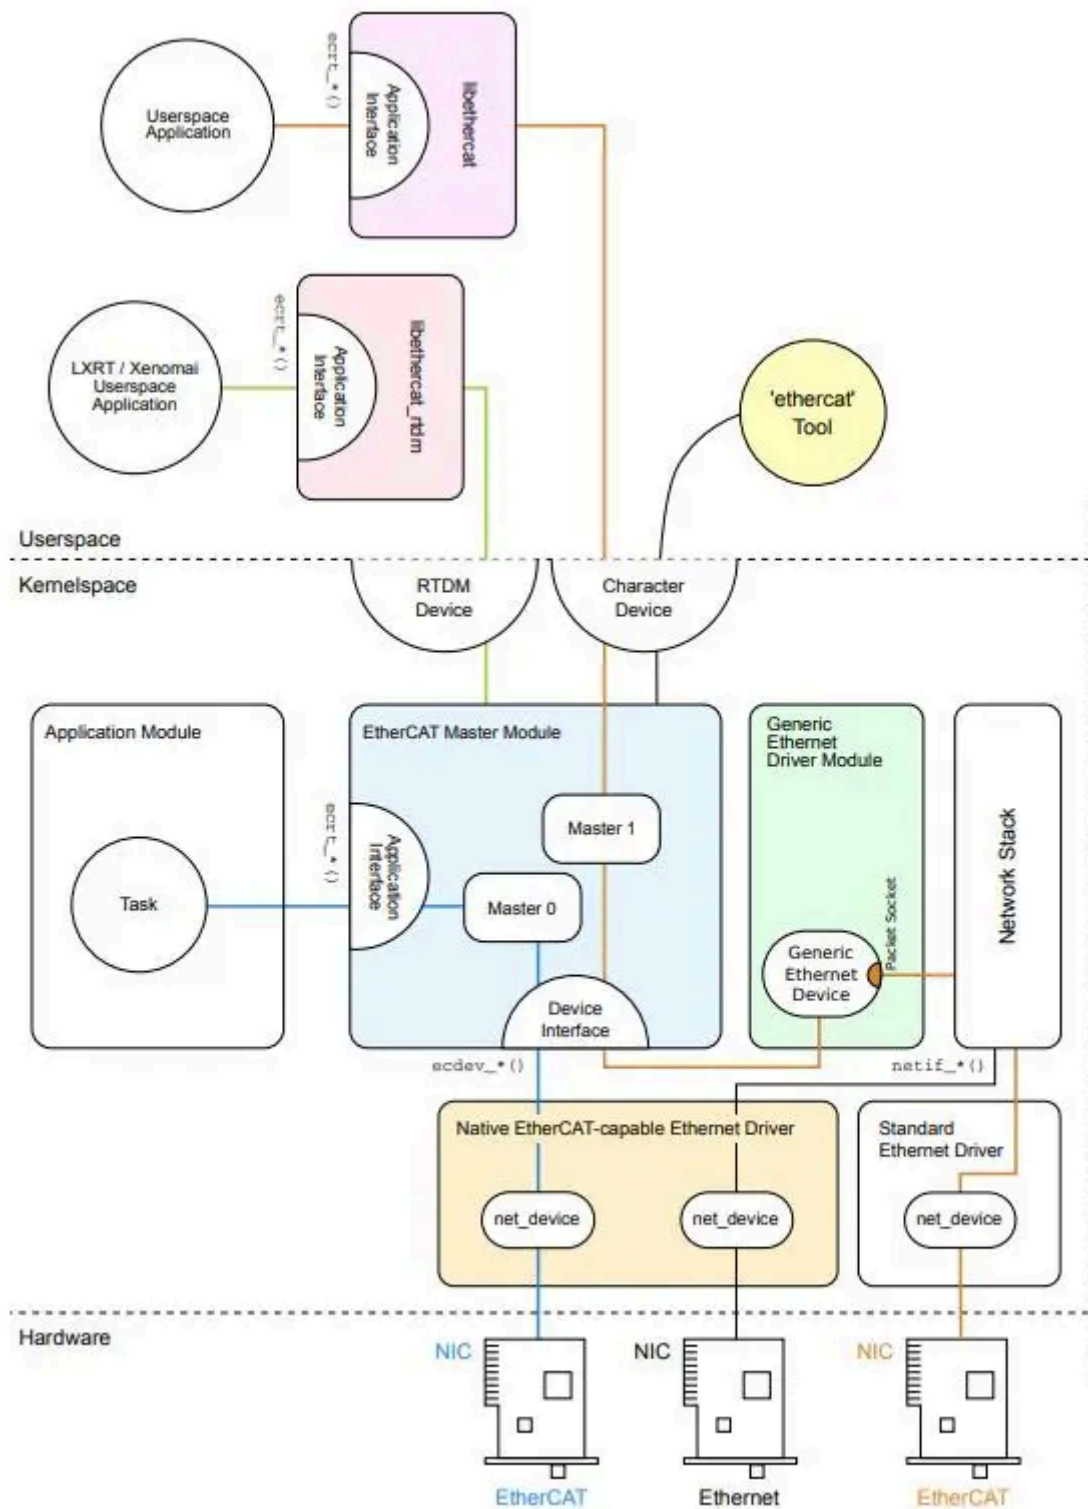 ecrt_*()
Application
Interface
libethercat
Userspace
Application
ecrt_*()
Application
Interface
libethercat_rtdm
LXRT / Xenomai
Userspace
Application
'ethercat'
Tool
Userspace
Kernelspace
RTDM
Device
Character
Device
Application Module
EtherCAT Master Module
Generic
Ethernet
Driver Module
Network Stack
ecrt_*()
Application
Interface
Master 1
Task
Master 0
Packet Socket
Generic
Ethernet
Device
Device
Interface
ecdev_*()
netif_*()
Native EtherCAT-capable Ethernet Driver
Standard
Ethernet Driver
net_device
net_device
net_device
Hardware
NIC
NIC
NIC
EtherCAT
Ethernet
EtherCAT